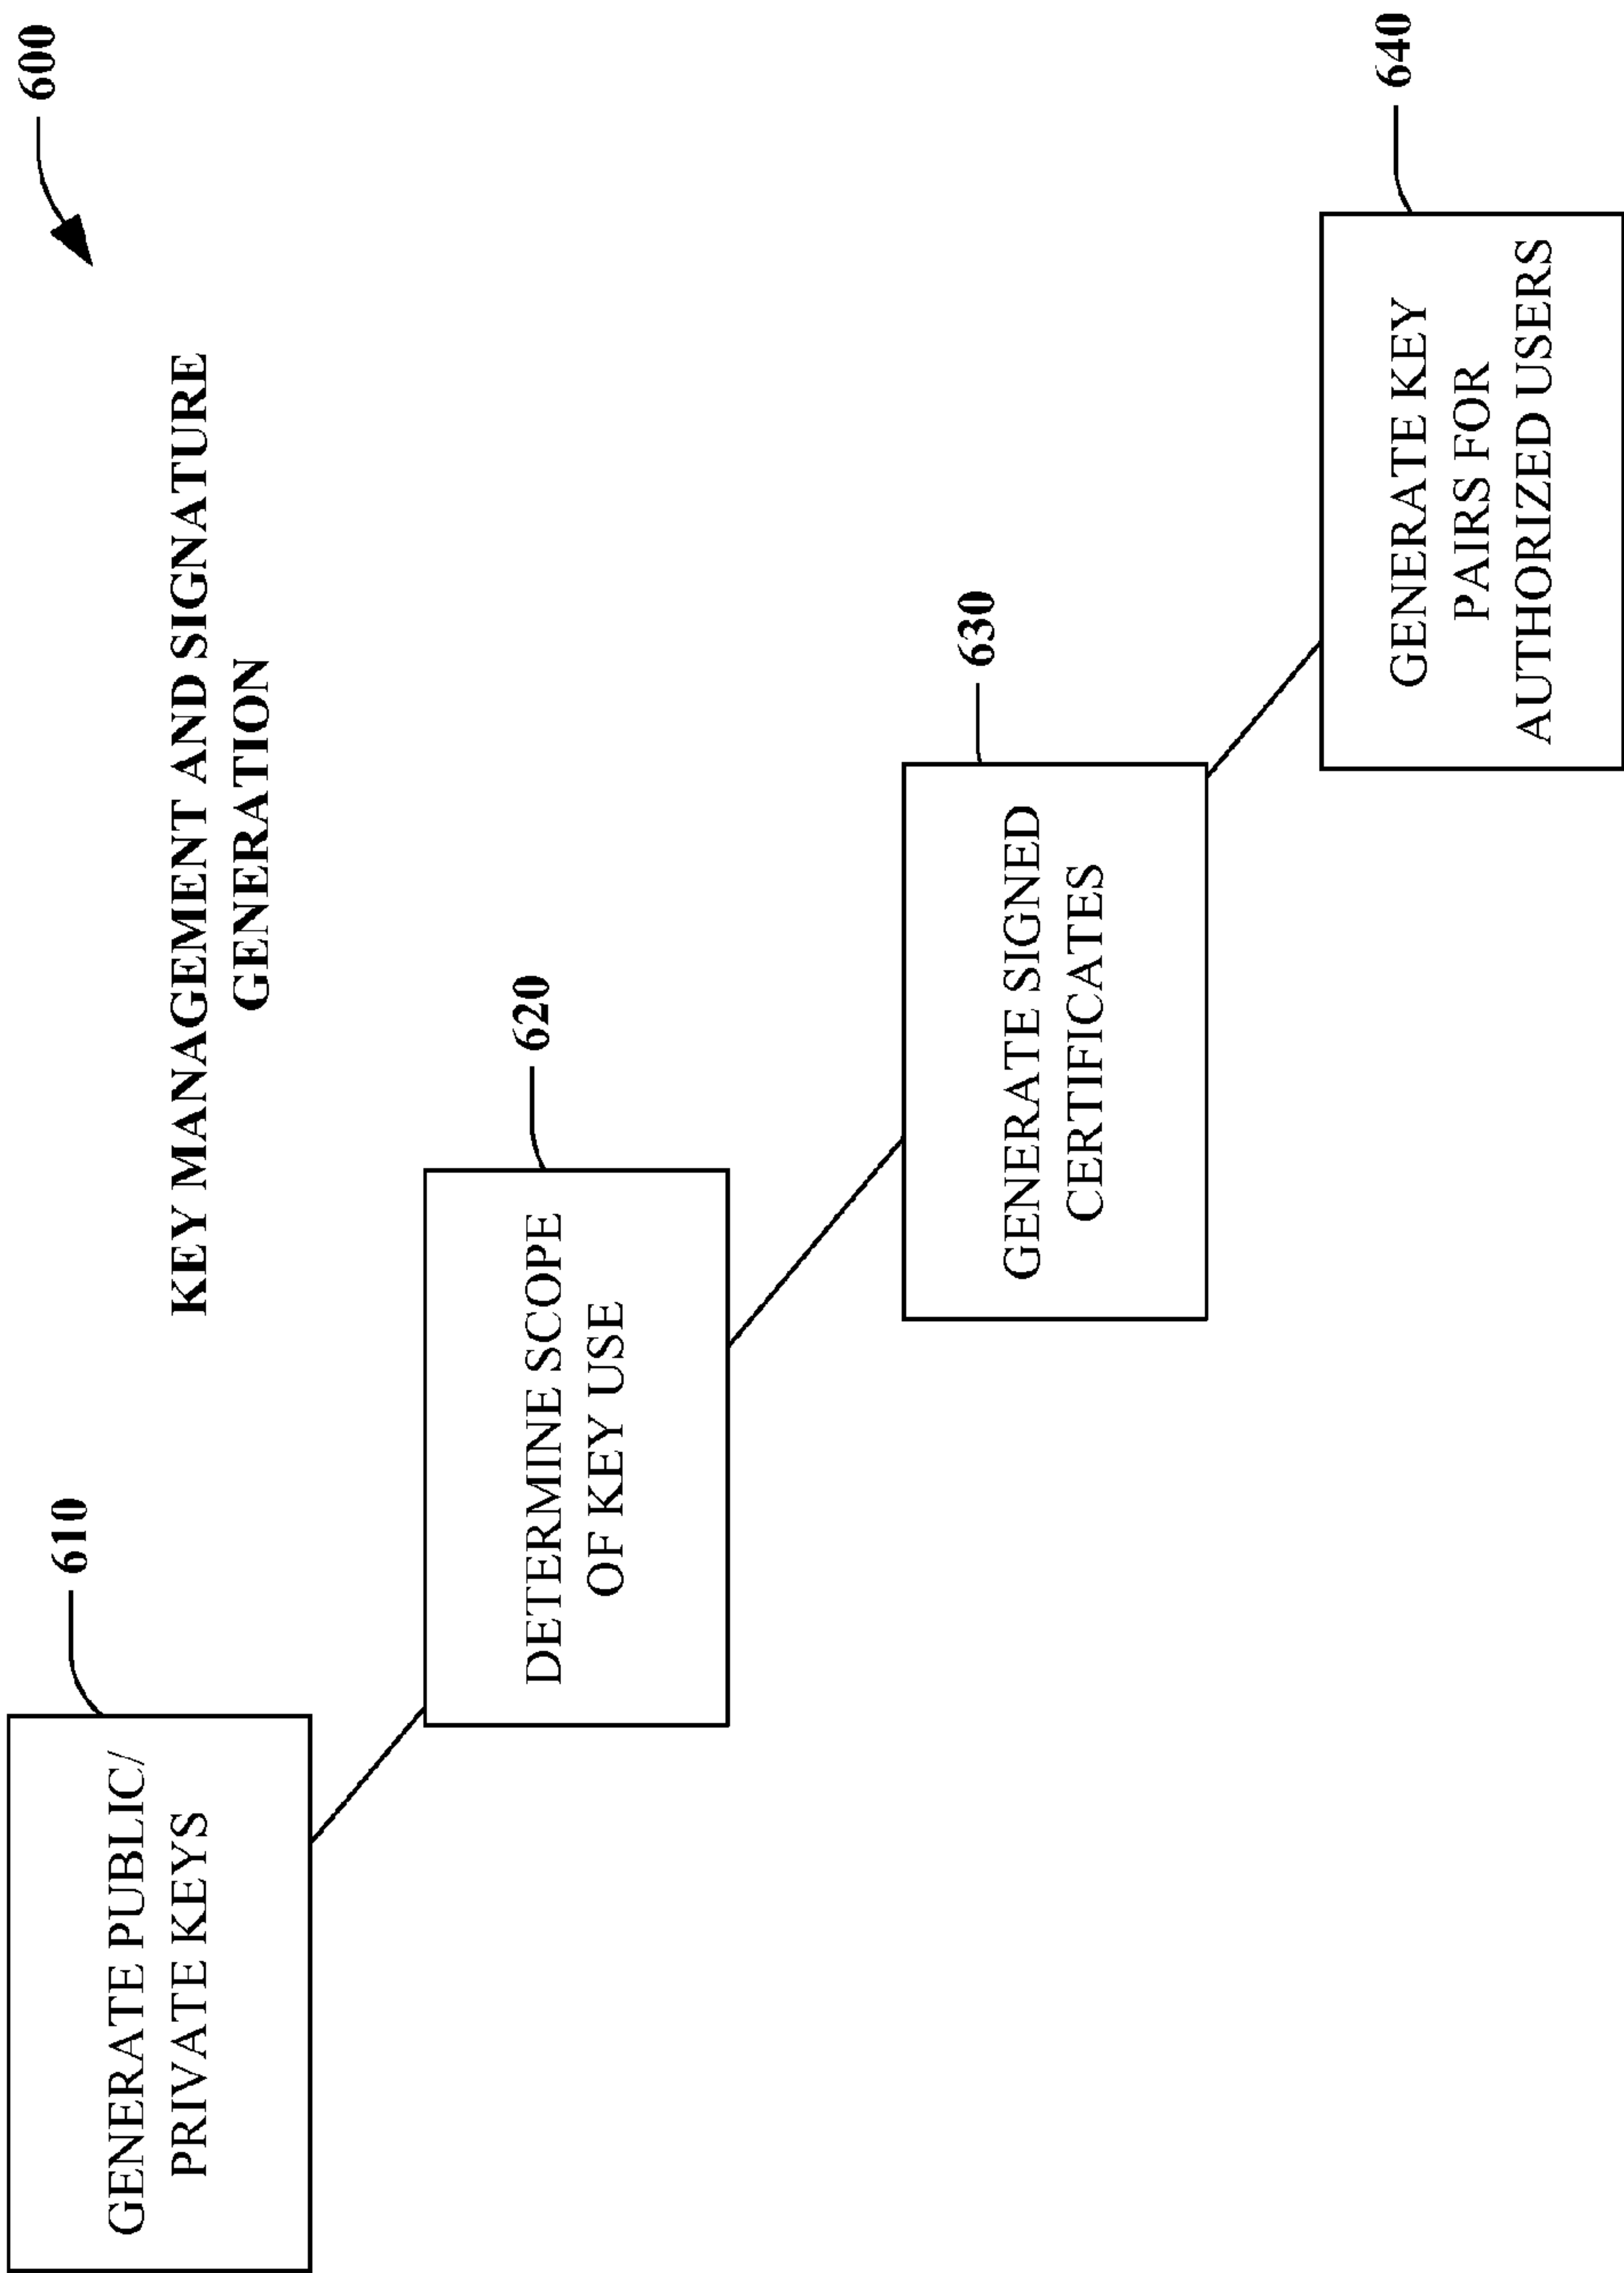 600
KEY MANAGEMENT AND SIGNATURE
GENERATION
610
GENERATE PUBLIC/
PRIVATE KEYS
620
DETERMINE SCOPE
OF KEY USE
630
GENERATE SIGNED
CERTIFICATES
640
GENERATE KEY
PAIRS FOR
AUTHORIZED USERS